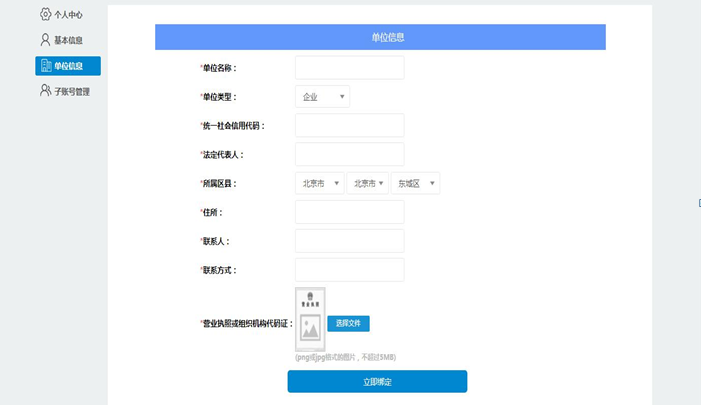 个人中心
基本信息
单位信息
子账号管理
单位信息
*单位名称：
*单位类型：
企业
*统一社会信用代码：
*法定代表人：
*所属区县：
北京市
北京市
东城区
*住所：
*联系人：
*联系方式：
*营业执照或组织机构代码证：
营业执照
选择文件
(png或jpg格式的图片，不超过5MB)
立即绑定